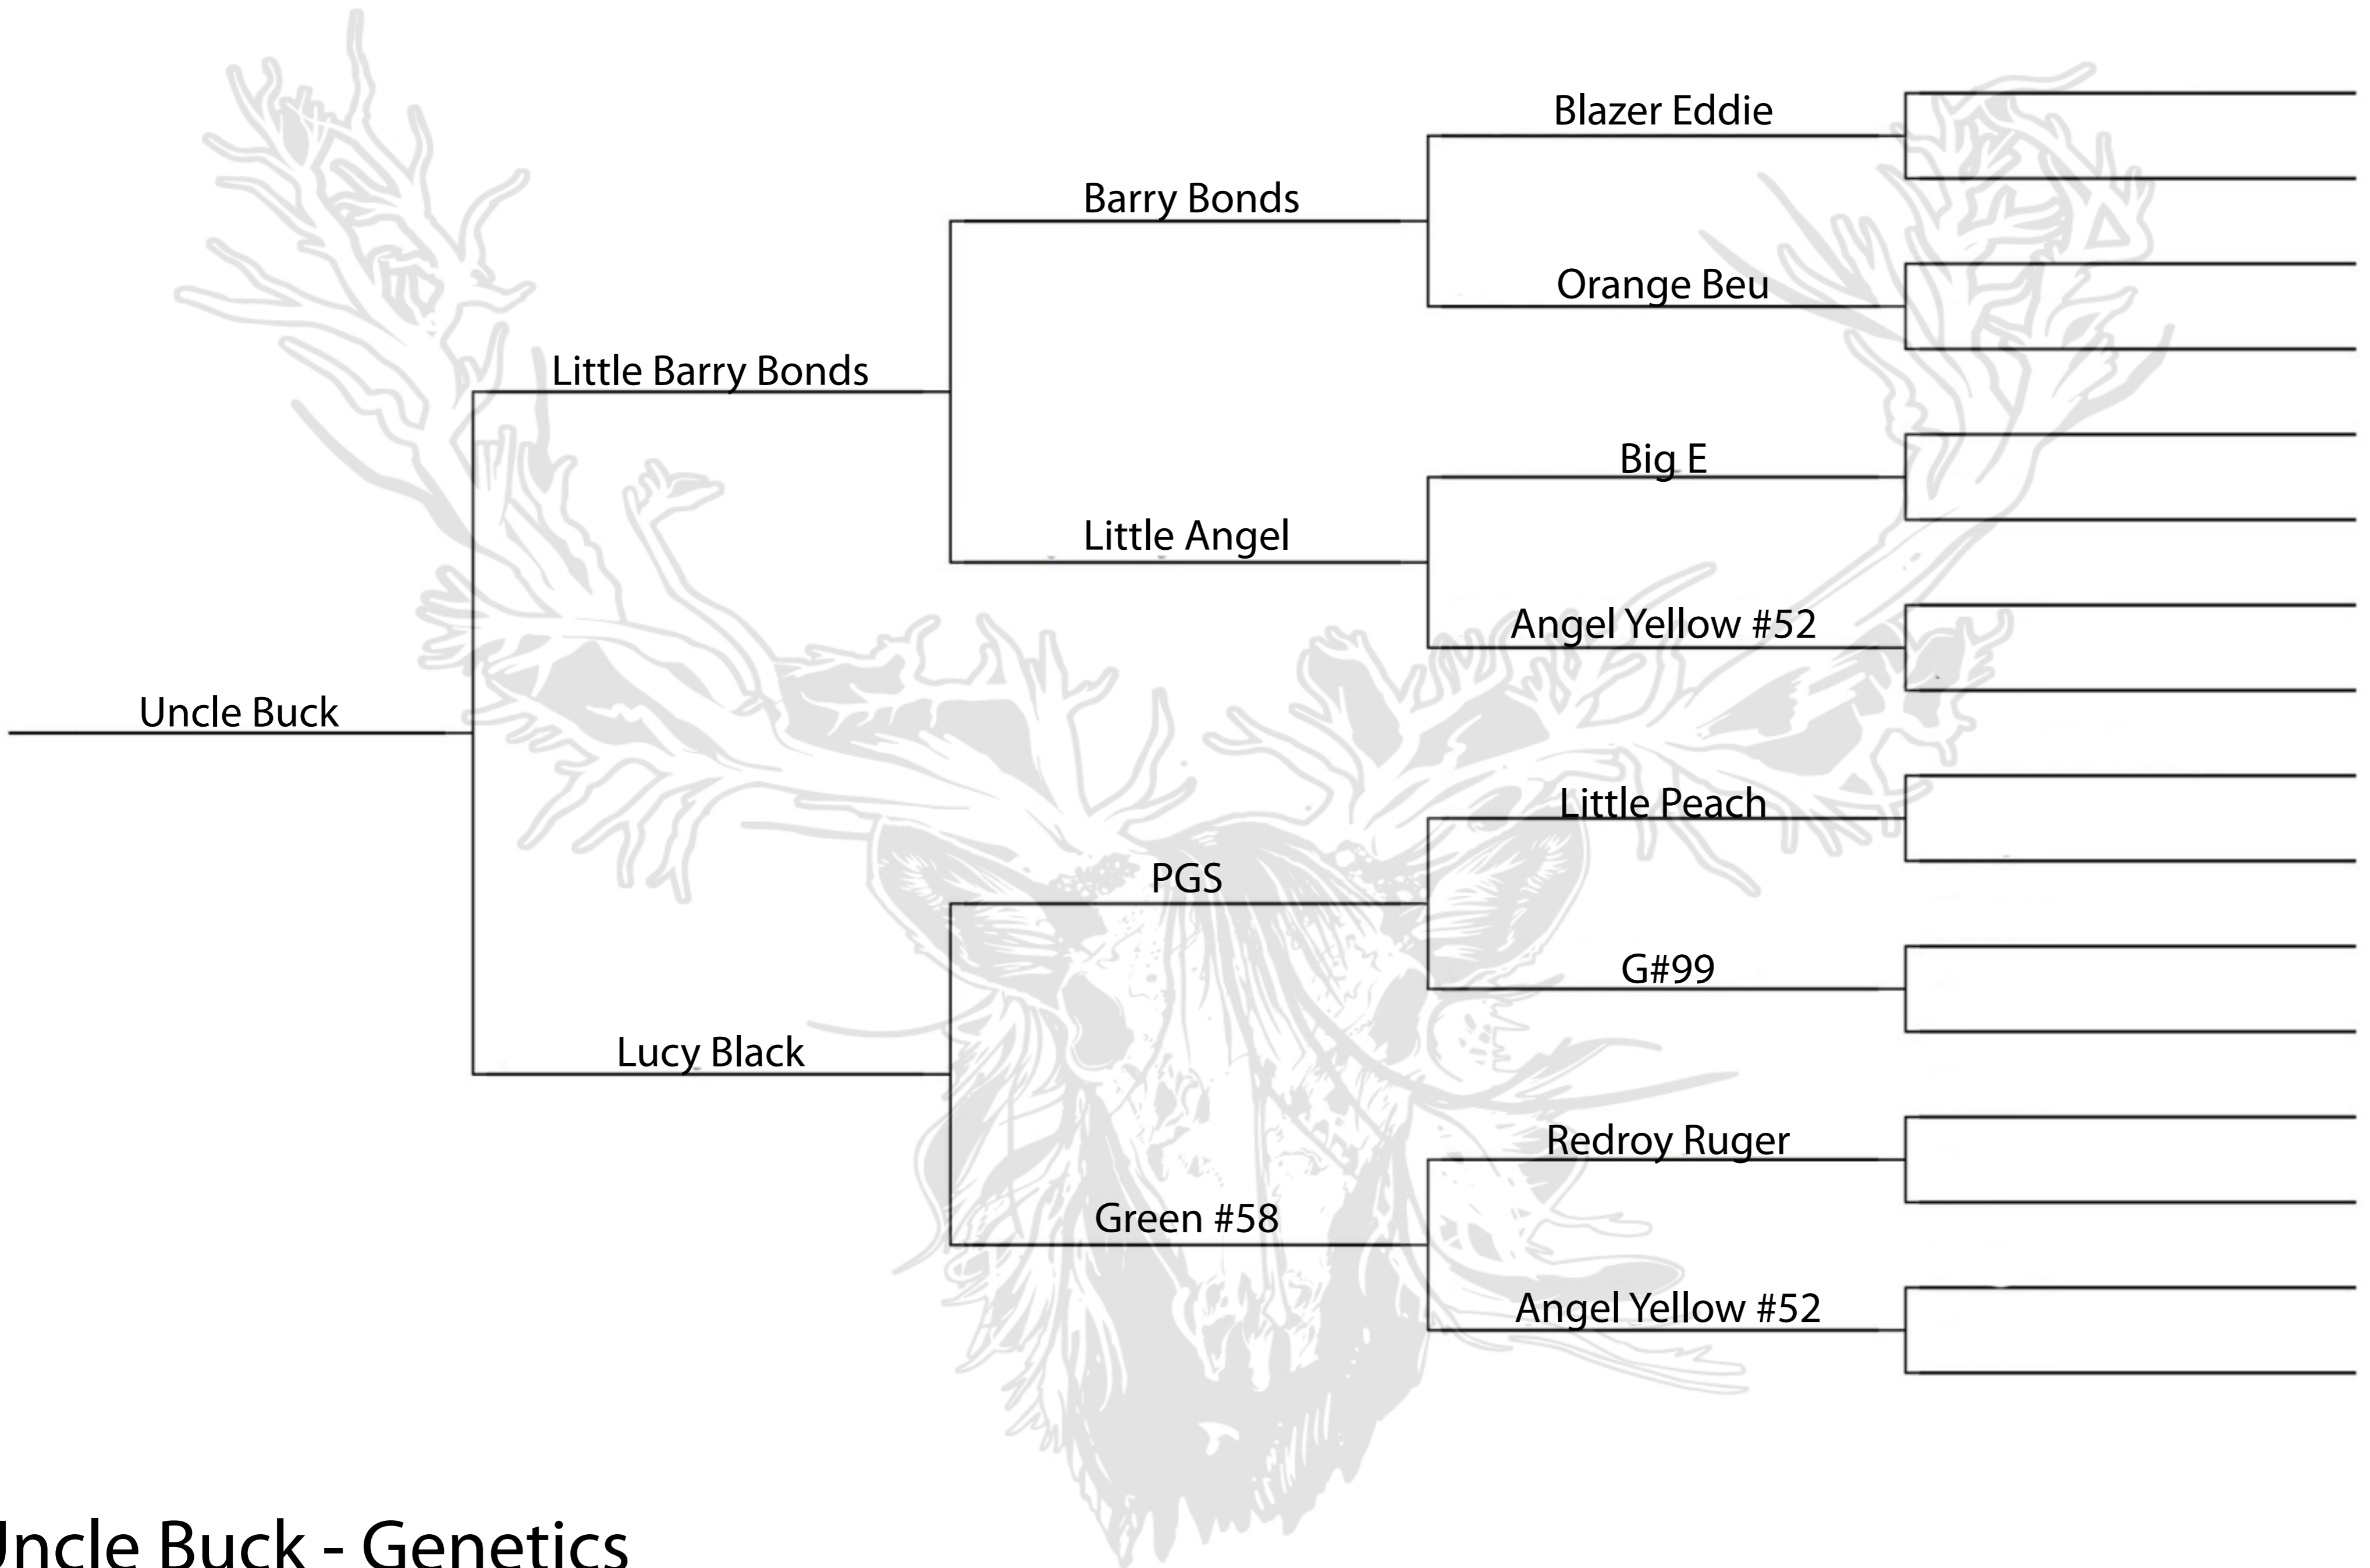 Blazer Eddie
Barry Bonds
Orange Beu
Little Barry Bonds
Big E
Little Angel
Angel Yellow #52
Uncle Buck
Little Peach
PGS
G#99
Lucy Black
Redroy Ruger
Green #58
Angel Yellow #52
Uncle Buck - Genetics